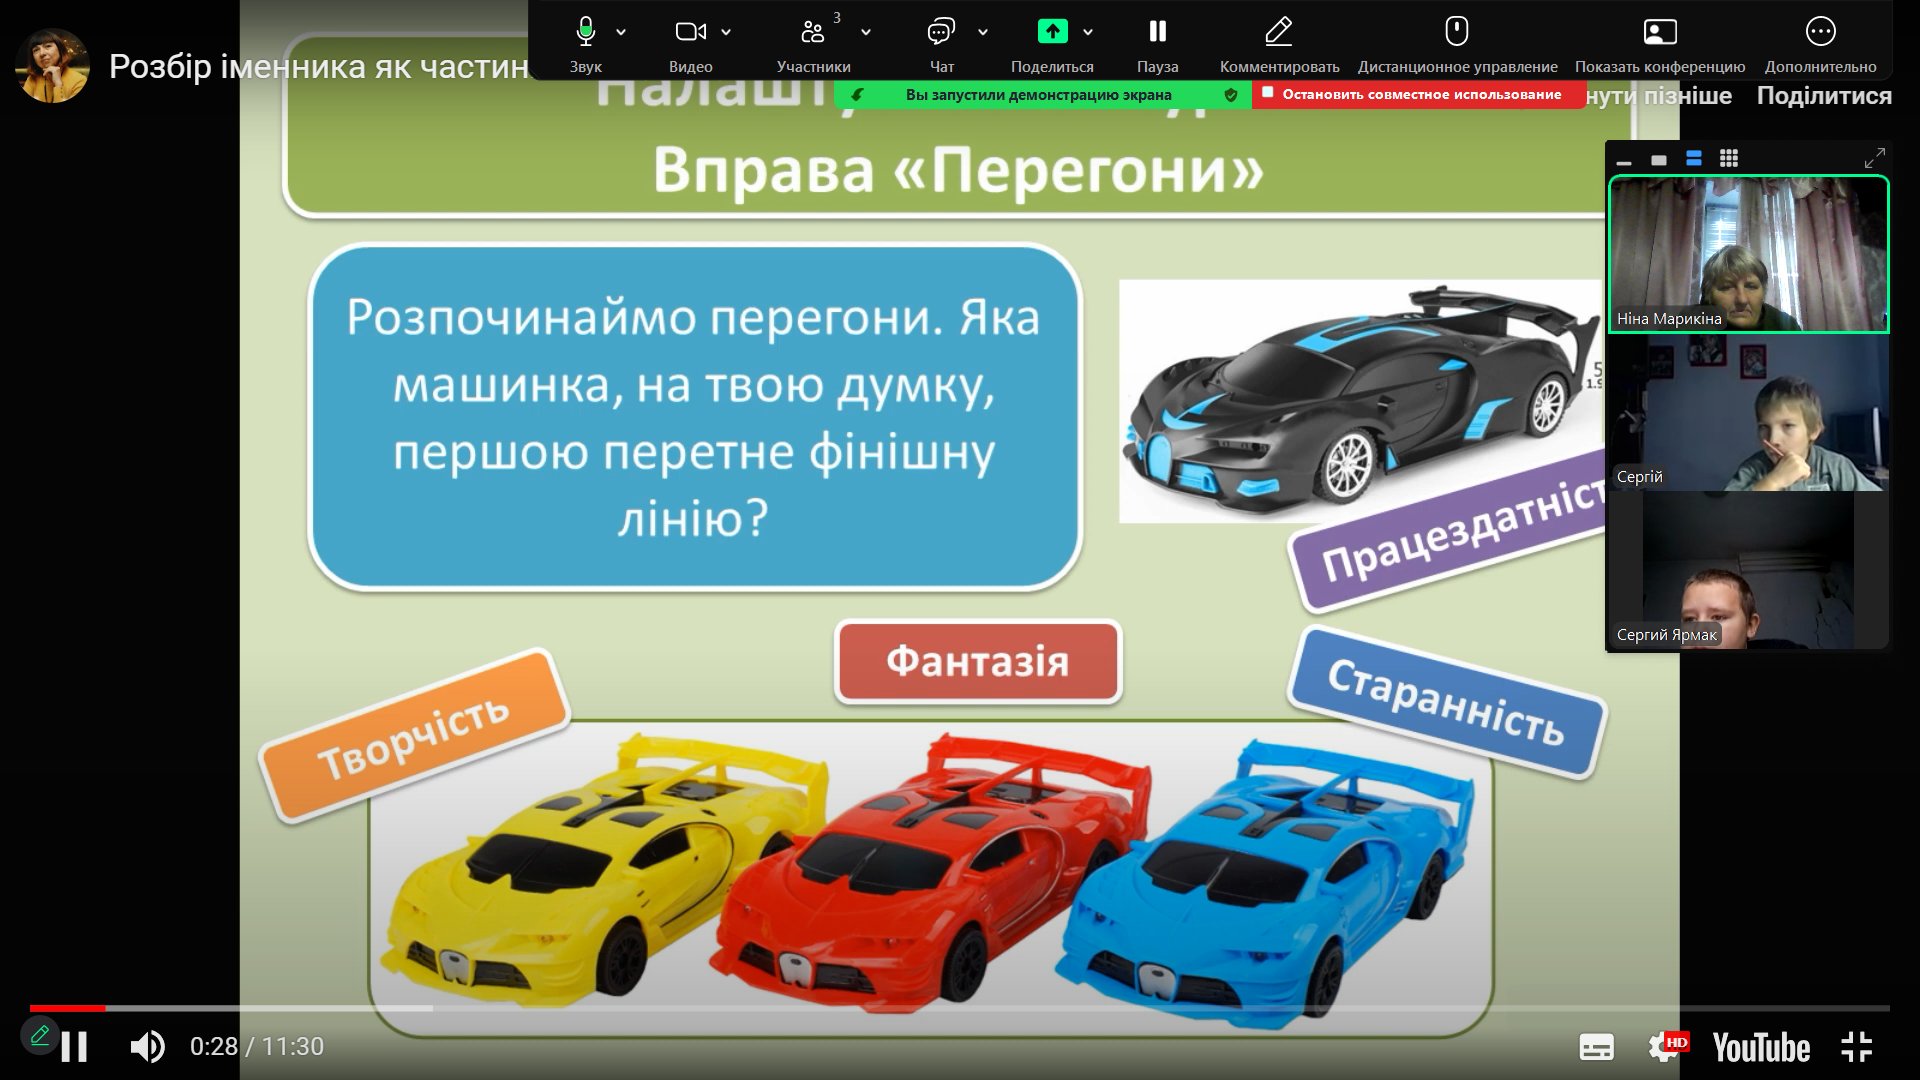 3
Звук
Видео
Участники
Чат
Поделиться
Пауза
Комментировать
Дистанционное управление
Показать конференцию
Дополнительно
Розбір іменника як частин
Вы запустили демонстрацию экрана
Остановить совместное использование
нути пізніше
Поділитися
Вправа «Перегони»
Розпочинаймо перегони. Яка
машинка, на твою думку,
першою перетне фінішну
лінію?
Ніна Марикіна
Сергій
Сергий Ярмак
Працездатніст
Фантазія
Старанність
Творчість
0:28 / 11:30
HD
YouTube